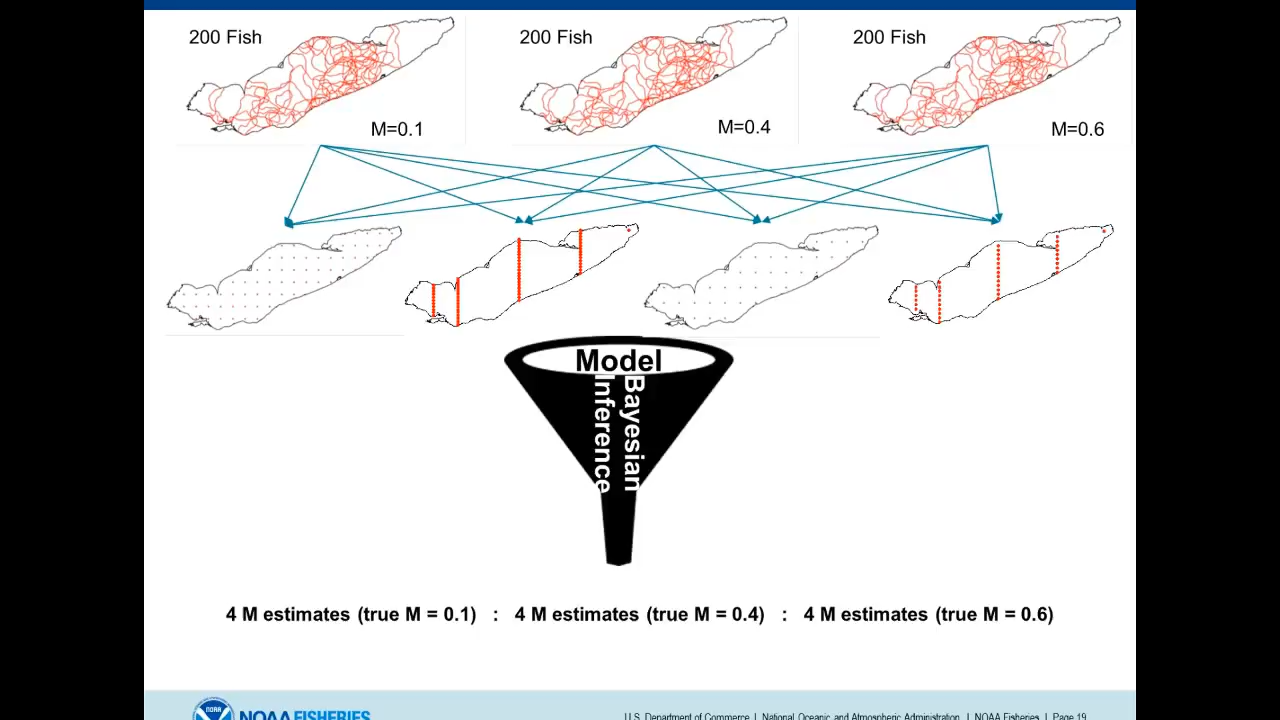 200 Fish
200 Fish
200 Fish
M=0.1
M=0.4
M=0.6
Model
Bayesian
Inference
4 M estimates (true M = 0.1) : 4 M estimates (true M = 0.4) : 4 M estimates (true M = 0.6)
NOAA
NOAA FISHERIES
U.S. Department of Commerce | National Oceanic and Atmospheric Administration | NOAA Fisheries | Page 19